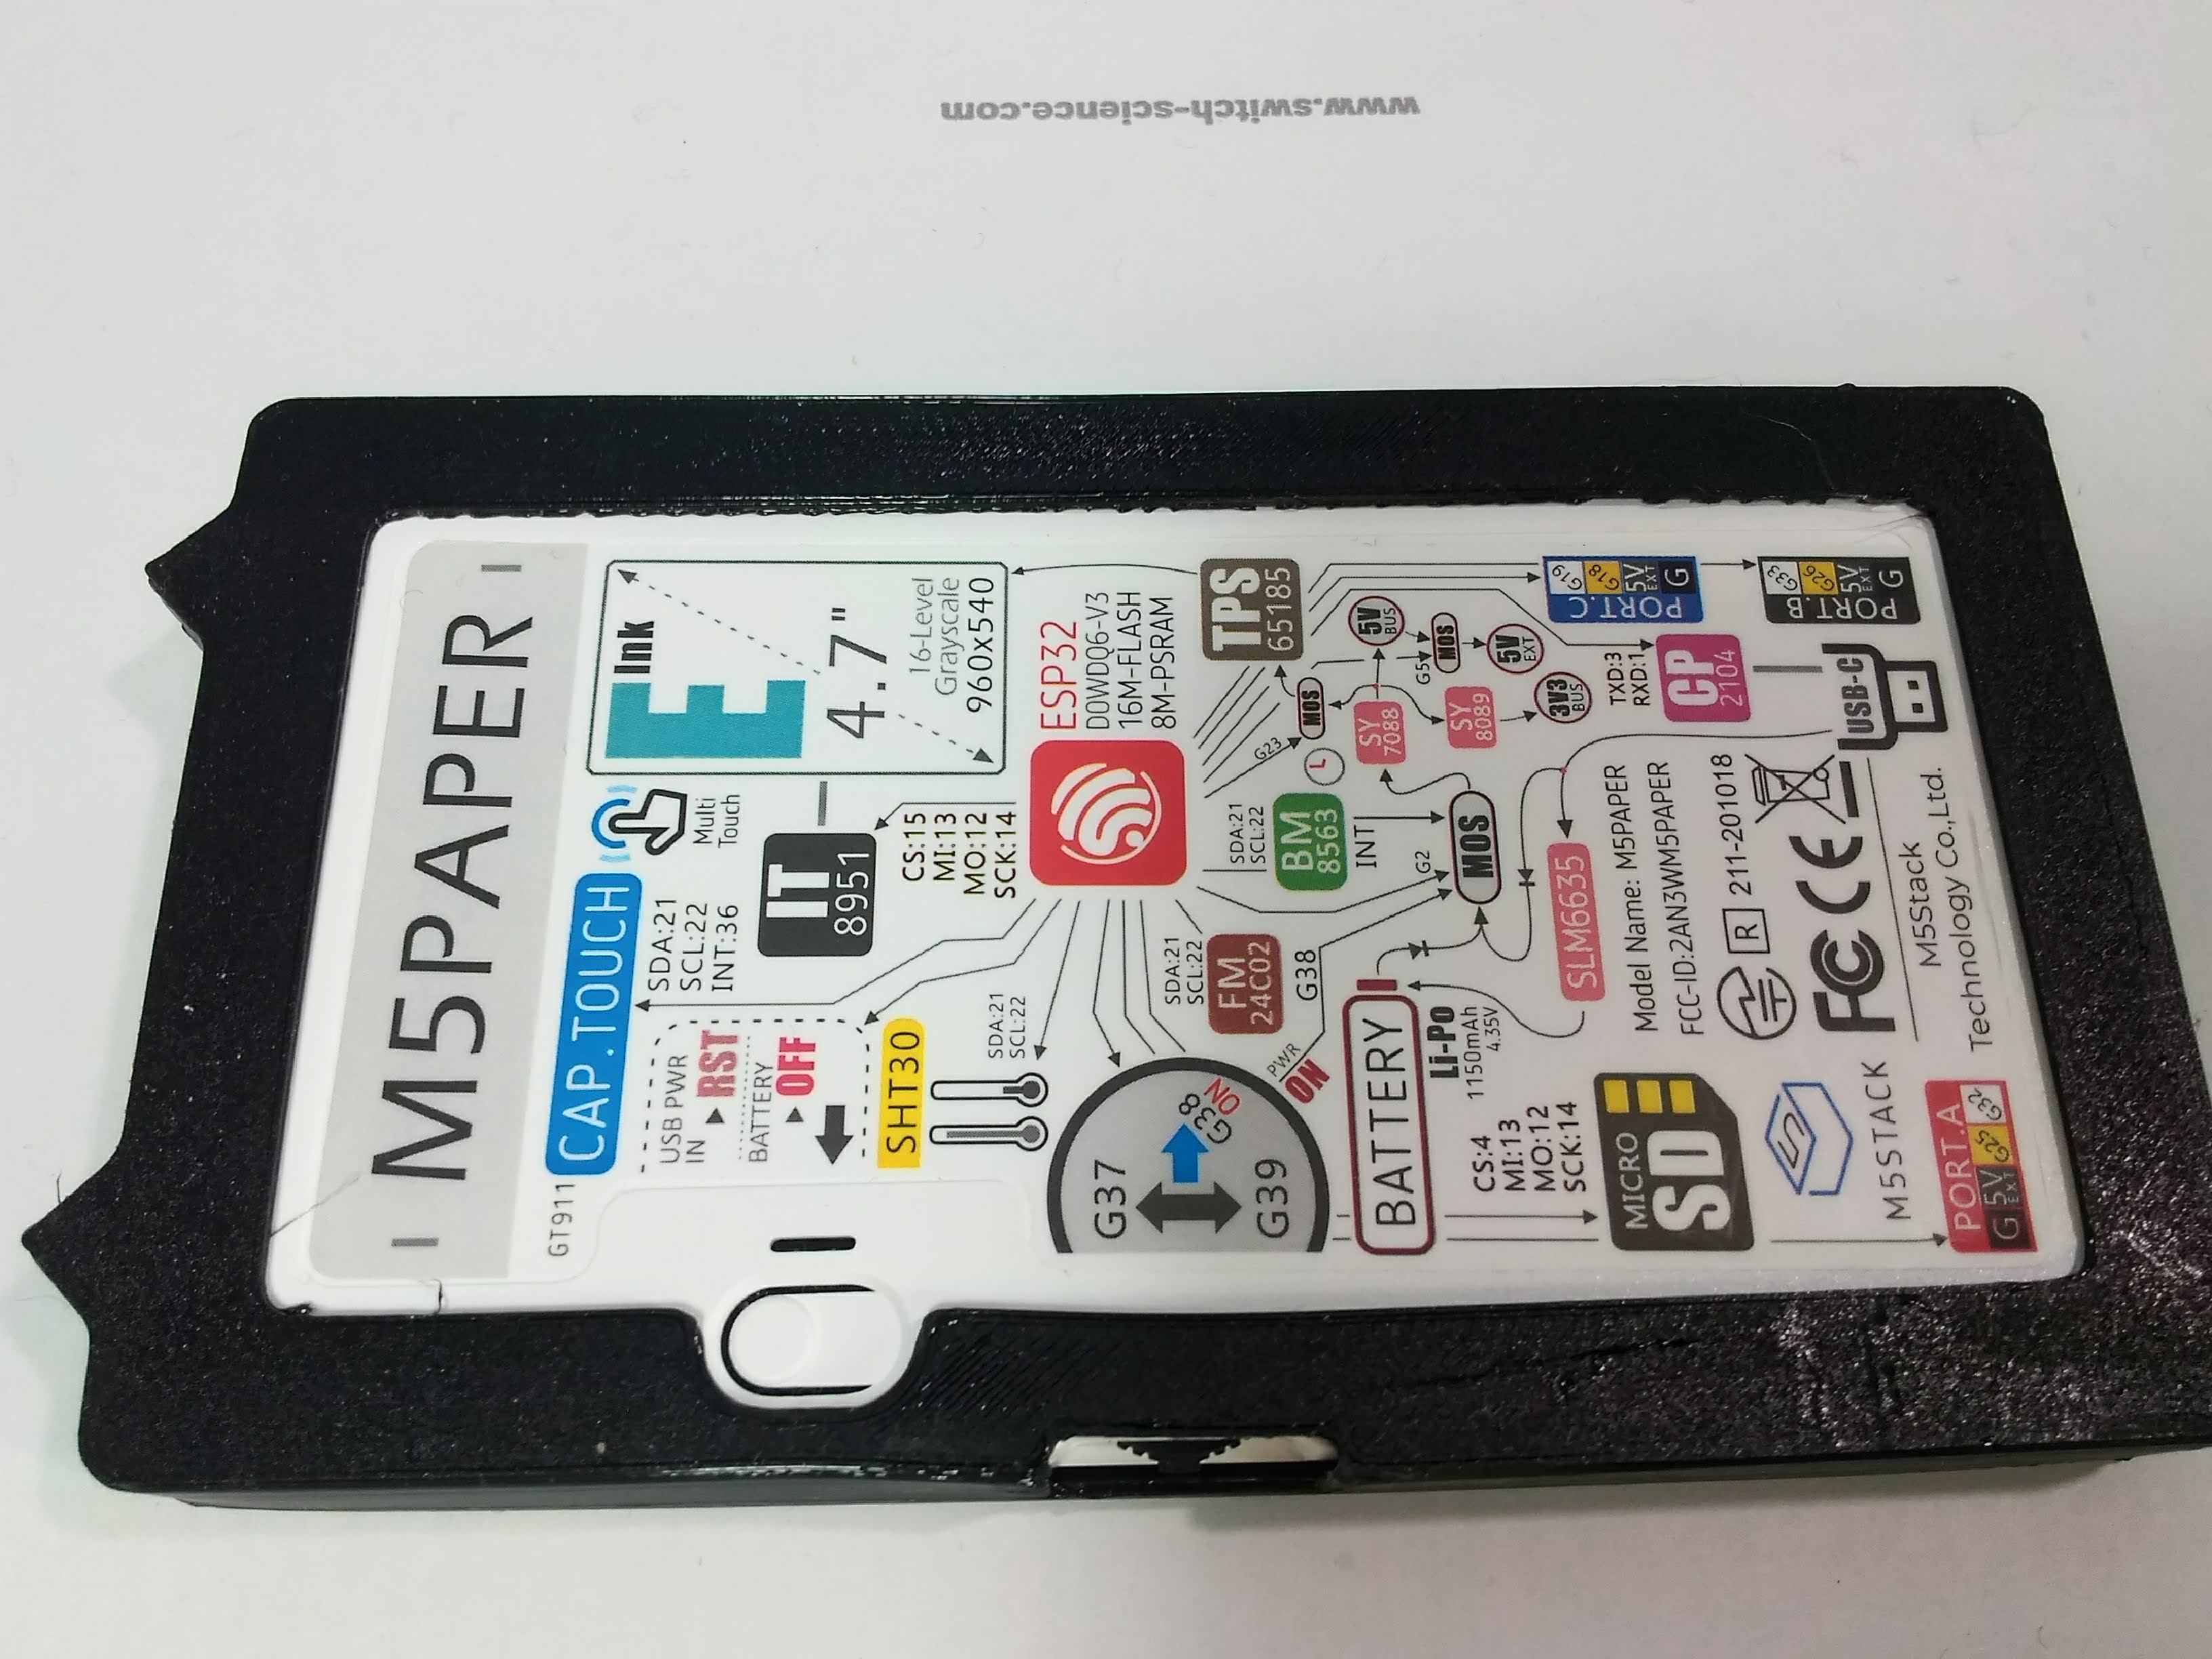 www.switch-science.com
M5PAPER
GT911
CAP.TOUCH
Multi
Touch
SDA:21
SCL:22
INT:36
E Ink
4.7"
16-Level
Grayscale
960x540
USB PWR
IN
RST
BATTERY
OFF
IT
8951
CS:15
MI:13
MO:12
SCK:14
SHT30
SDA:21
SCL:22
ESP32
D0WDQ6-V3
16M-FLASH
8M-PSRAM
G37
G38
ON
G39
PWR
ON
SDA:21
SCL:22
FM
24C02
G38
SDA:21
SCL:22
BM
8563
INT
G2
MOS
TPS
65185
G23
MOS
SY
7088
5V
BUS
G5
MOS
5V
EXT
SY
8089
3V3
BUS
BATTERY
Li-Po
1150mAh
4.35V
SLM6635
TXD:3
RXD:1
CP
2104
PORT.C
G19
G18
5V
EXT
G
PORT.B
G33
G26
5V
EXT
G
USB-C
CS:4
MI:13
MO:12
SCK:14
MICRO
SD
Model Name: M5PAPER
FCC-ID:2AN3WM5PAPER
R 211-201018
FC CE
M5STACK
M5Stack
Technology Co.,Ltd.
PORT.A
G
5V
EXT
G25
G32